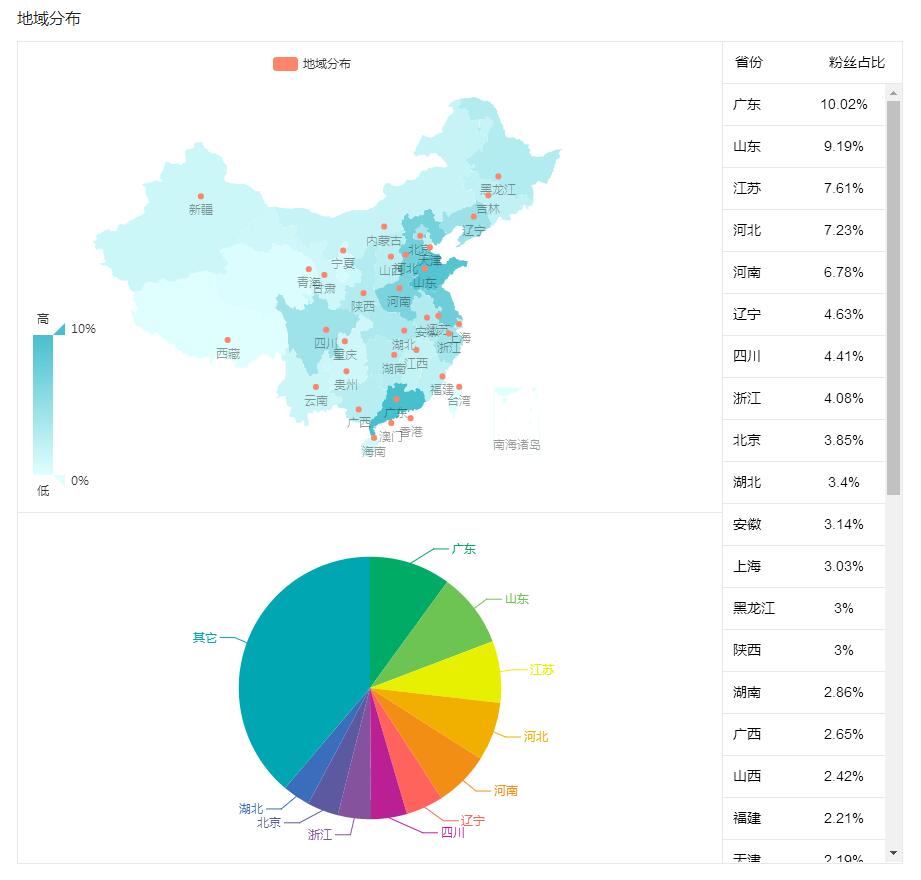 地域分布
地域分布
黑龙江
新疆
吉林
辽宁
内蒙古
北京
天津
宁夏
山西
河北
青海
甘肃
山东
陕西
河南
四川
安徽
江苏
上海
重庆
湖北
浙江
西藏
湖南
江西
贵州
福建
云南
台湾
广西
广东
澳门
香港
海南
南海诸岛
高
10%
0%
低
广东
山东
江苏
河北
河南
辽宁
四川
浙江
北京
湖北
其它
省份 粉丝占比
广东 10.02%
山东 9.19%
江苏 7.61%
河北 7.23%
河南 6.78%
辽宁 4.63%
四川 4.41%
浙江 4.08%
北京 3.85%
湖北 3.4%
安徽 3.14%
上海 3.03%
黑龙江 3%
陕西 3%
湖南 2.86%
广西 2.65%
山西 2.42%
福建 2.21%
天津 2.19%